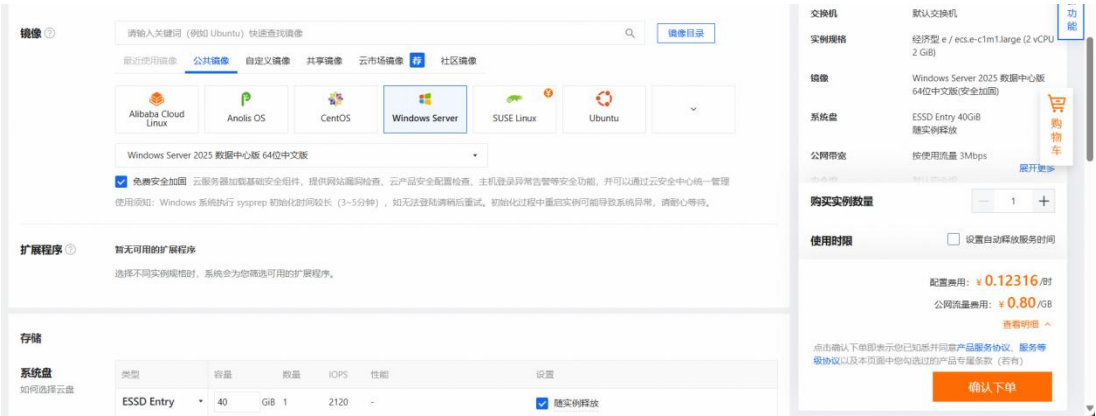 镜像
请输入关键词（例如 Ubuntu）快速查找镜像
镜像目录
最近使用镜像 公共镜像 自定义镜像 共享镜像 云市场镜像 荐 社区镜像
Alibaba Cloud
Linux
Anolis OS
CentOS
Windows Server
SUSE Linux
Ubuntu
Windows Server 2025 数据中心版 64位中文版
免费安全加固 云服务器加载基础安全组件，提供网站漏洞检查、云产品安全配置检查、主机登录异常告警等安全功能，并可以通过云安全中心统一管理
使用须知：Windows 系统执行 sysprep 初始化时间较长（3~5分钟），如无法登陆请稍后重试。初始化过程中重启实例可能导致系统异常，请耐心等待。
扩展程序
暂无可用的扩展程序
选择不同实例规格时，系统会为您筛选可用的扩展程序。
存储
系统盘
如何选择云盘
类型 容量 数量 IOPS 性能 设置
ESSD Entry 40 GiB 1 2120 - 随实例释放
交换机 默认交换机
实例规格 经济型 e / ecs.e-c1m1.large (2 vCPU
2 GiB)
镜像 Windows Server 2025 数据中心版
64位中文版(安全加固)
系统盘 ESSD Entry 40GiB
随实例释放
公网带宽 按使用流量 3Mbps
展开更多
购买实例数量 1
使用时限 设置自动释放服务时间
配置费用：¥ 0.12316 /时
公网流量费用：¥ 0.80 /GB
查看明细
点击确认下单即表示您已知悉并同意产品服务协议、服务等
级协议以及本页面中您勾选过的产品专属条款（若有）
确认下单
功
能
购
物
车